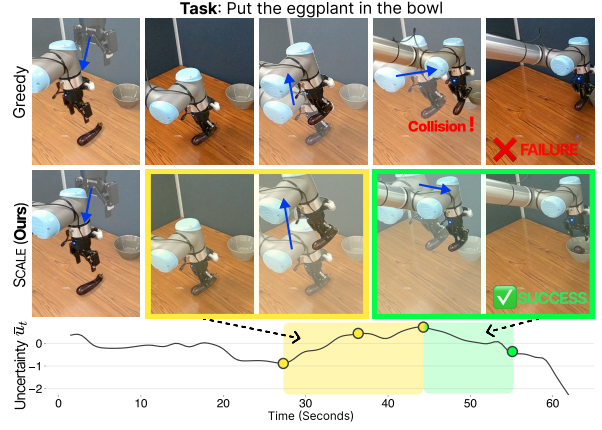 Task: Put the eggplant in the bowl
Greedy
Collision!
FAILURE
SCALE (Ours)
SUCCESS
Uncertainty ūₜ
0
−1
−2
0 10 20 30 40 50 60
Time (Seconds)